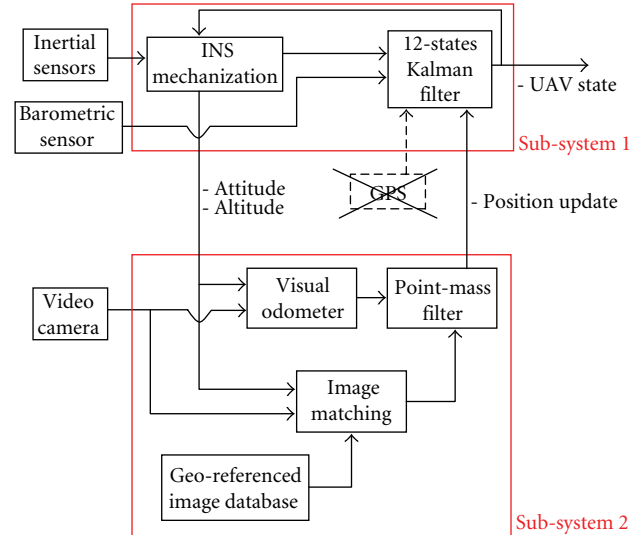 Inertial
sensors
INS
mechanization
12-states
Kalman
filter
- UAV state
Barometric
sensor
Sub-system 1
- Attitude
- Altitude
GPS
- Position update
Video
camera
Visual
odometer
Point-mass
filter
Image
matching
Geo-referenced
image database
Sub-system 2